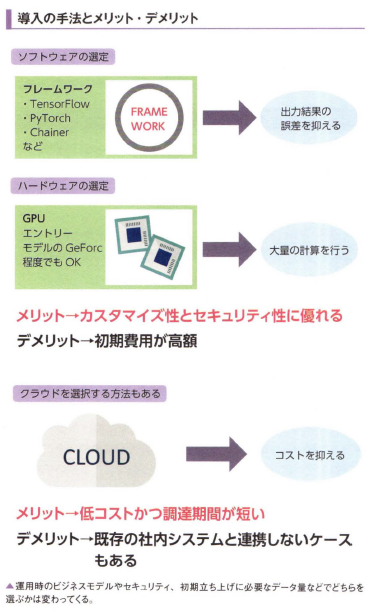 導入の手法とメリット・デメリット
ソフトウェアの選定
フレームワーク
・TensorFlow
・PyTorch
・Chainer
など
FRAME
WORK
出力結果の
誤差を抑える
ハードウェアの選定
GPU
エントリー
モデルの GeForc
程度でも OK
大量の計算を行う
メリット→カスタマイズ性とセキュリティ性に優れる
デメリット→初期費用が高額
クラウドを選択する方法もある
CLOUD
コストを抑える
メリット→低コストかつ調達期間が短い
デメリット→既存の社内システムと連携しないケース
もある
▲運用時のビジネスモデルやセキュリティ、初期立ち上げに必要なデータ量などでどちらを
選ぶかは変わってくる。